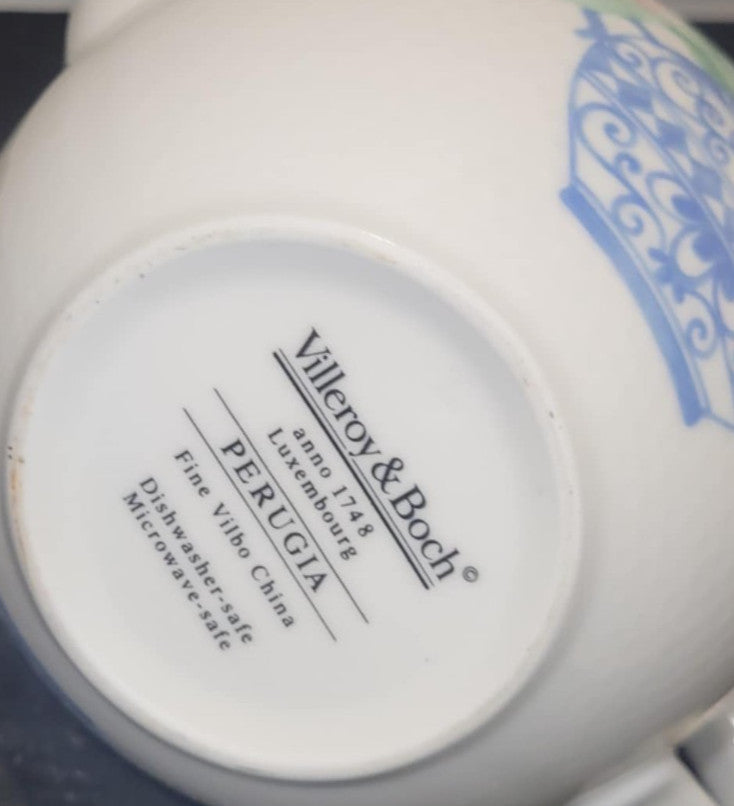 Villeroy & Boch ©
anno 1748
Luxembourg
PERUGIA
Fine Vilbo China
Dishwasher-safe
Microwave-safe